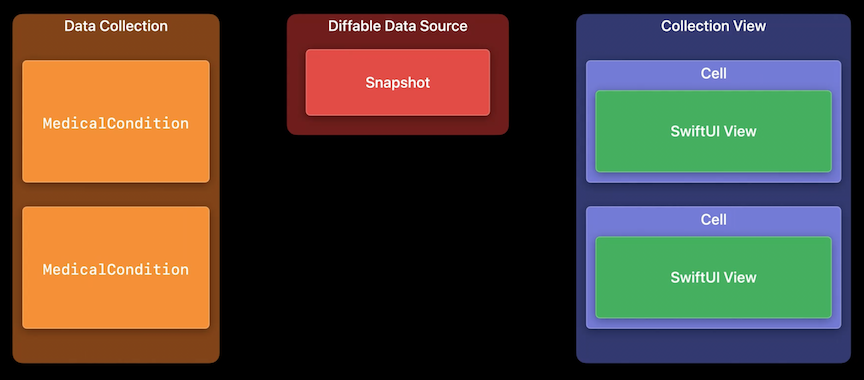 Data Collection
MedicalCondition
MedicalCondition
Diffable Data Source
Snapshot
Collection View
Cell
SwiftUI View
Cell
SwiftUI View